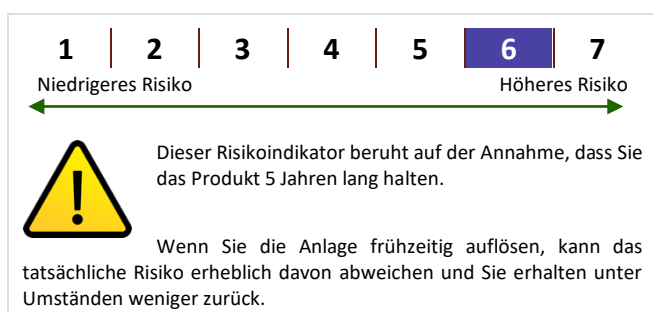 1 2 3 4 5 6 7
Niedrigeres Risiko Höheres Risiko
Dieser Risikoindikator beruht auf der Annahme, dass Sie
das Produkt 5 Jahren lang halten.
Wenn Sie die Anlage frühzeitig auflösen, kann das
tatsächliche Risiko erheblich davon abweichen und Sie erhalten unter
Umständen weniger zurück.